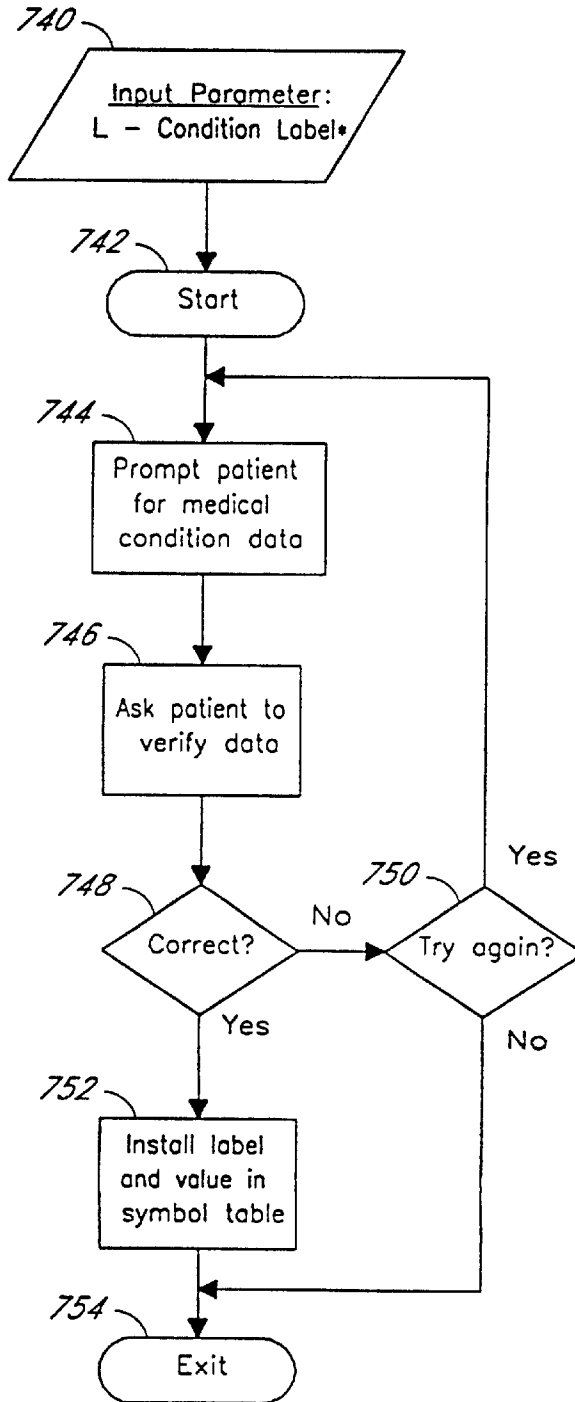 740
Input Parameter:
L – Condition Label*
742
Start
744
Prompt patient
for medical
condition data
746
Ask patient to
verify data
748
Correct?
No
750
Try again?
Yes
Yes
No
752
Install label
and value in
symbol table
754
Exit